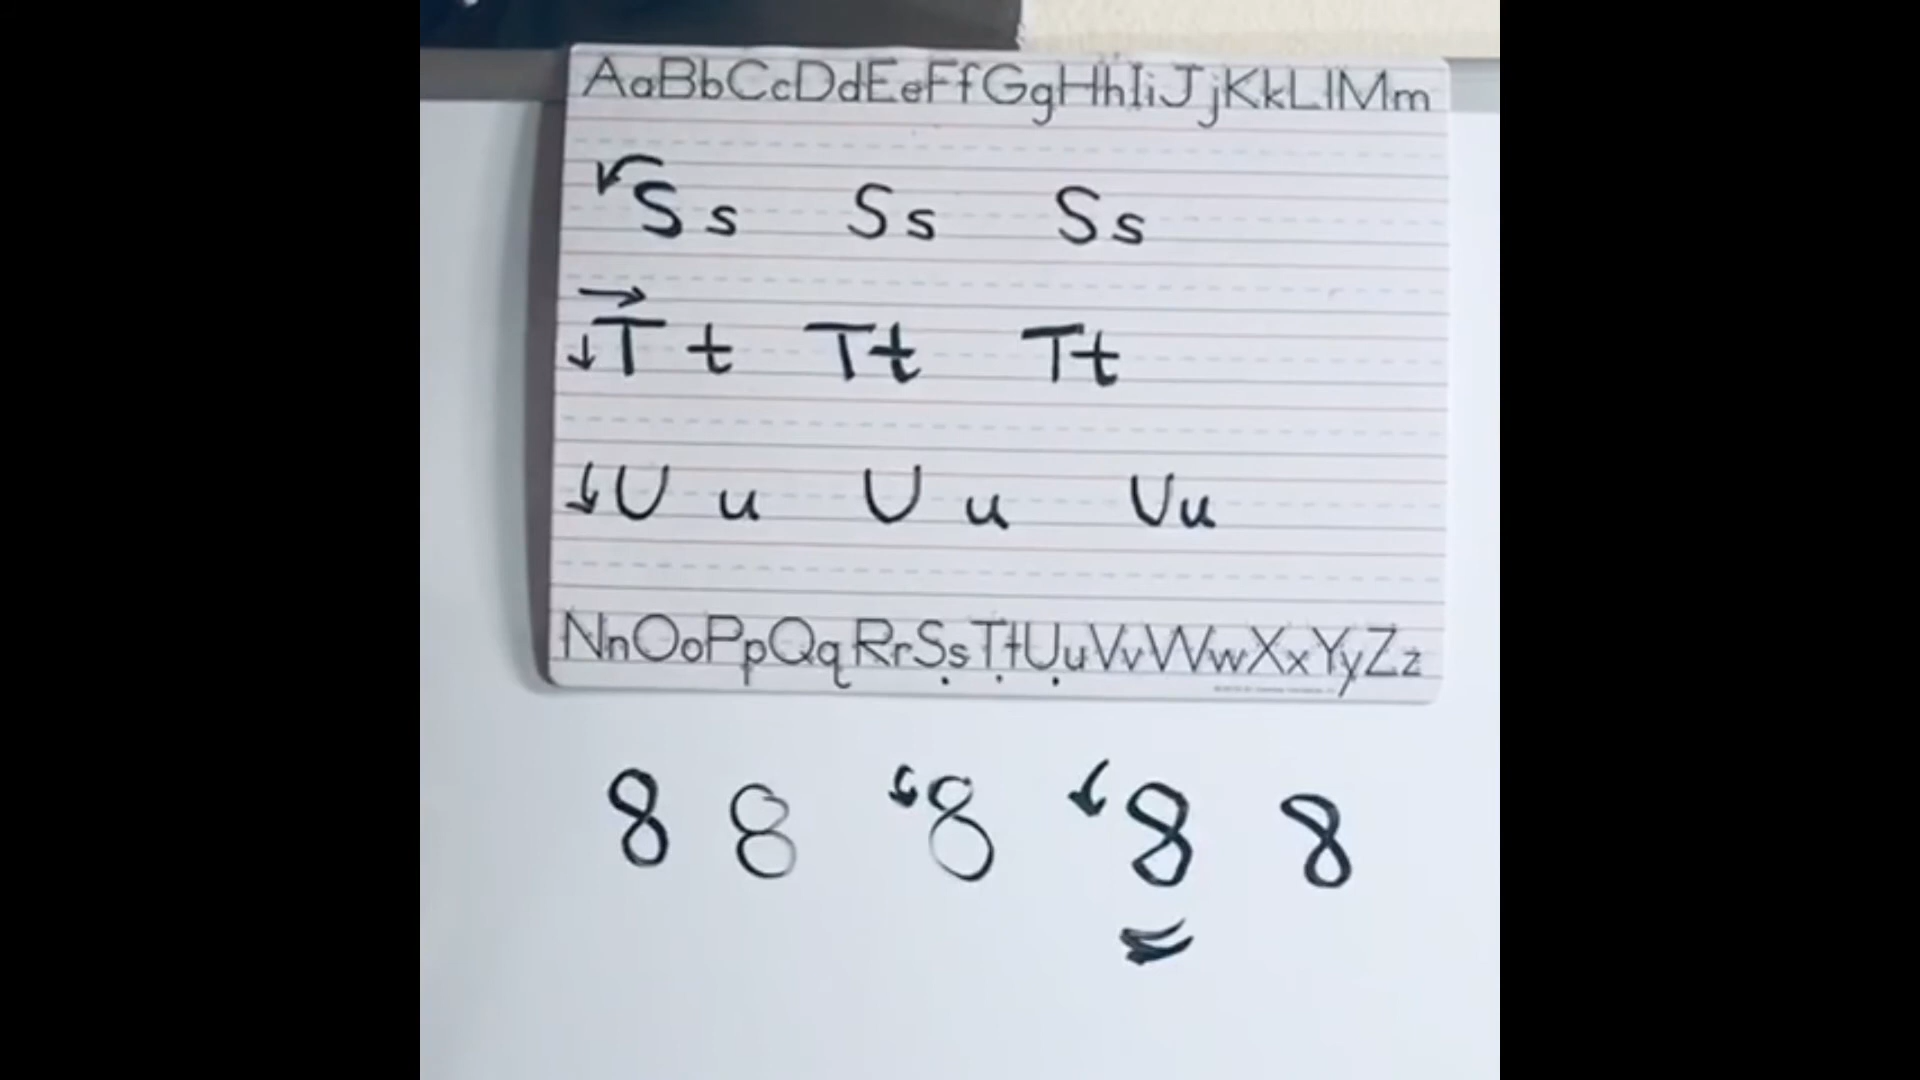 AaBbCcDdEeFfGgHhIiJjKkLlMm
Ss Ss Ss
Tt Tt Tt
Uu Uu Uu
NnOoPpQqRrSsTtUuVvWwXxYyZz
8 8 8 8 8